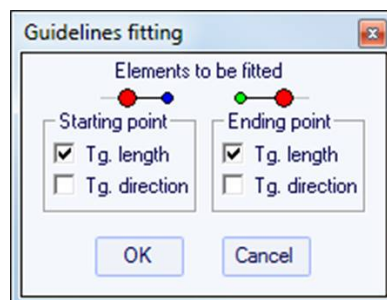 Guidelines fitting
Elements to be fitted
Starting point Ending point
Tg. length Tg. length
Tg. direction Tg. direction
OK Cancel